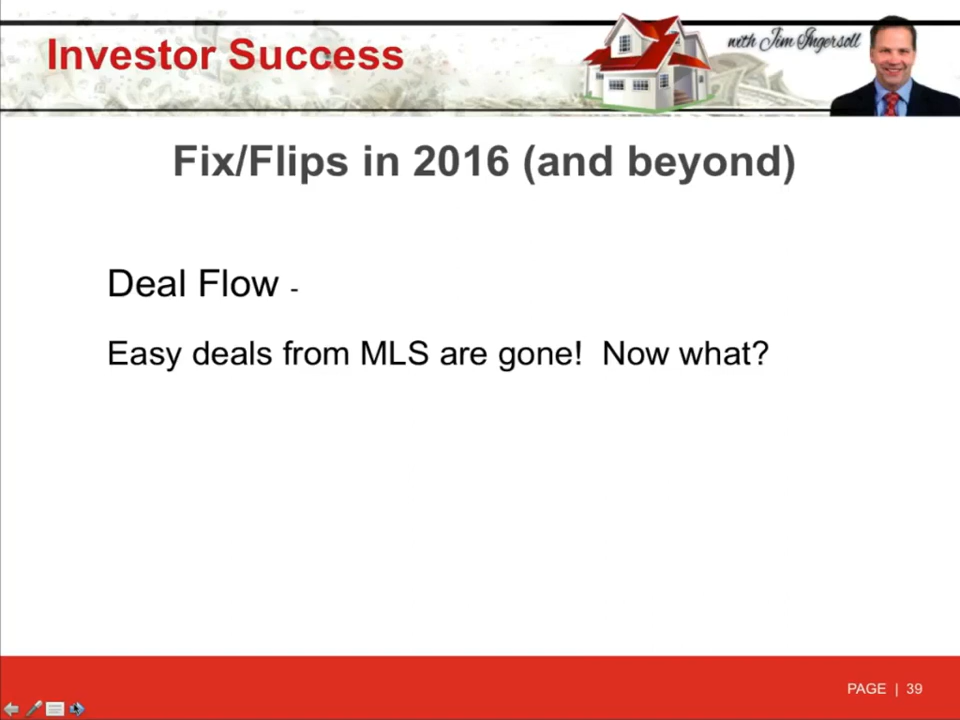 Investor Success
with Jim Ingersoll
Fix/Flips in 2016 (and beyond)
Deal Flow -
Easy deals from MLS are gone!  Now what?
PAGE | 39